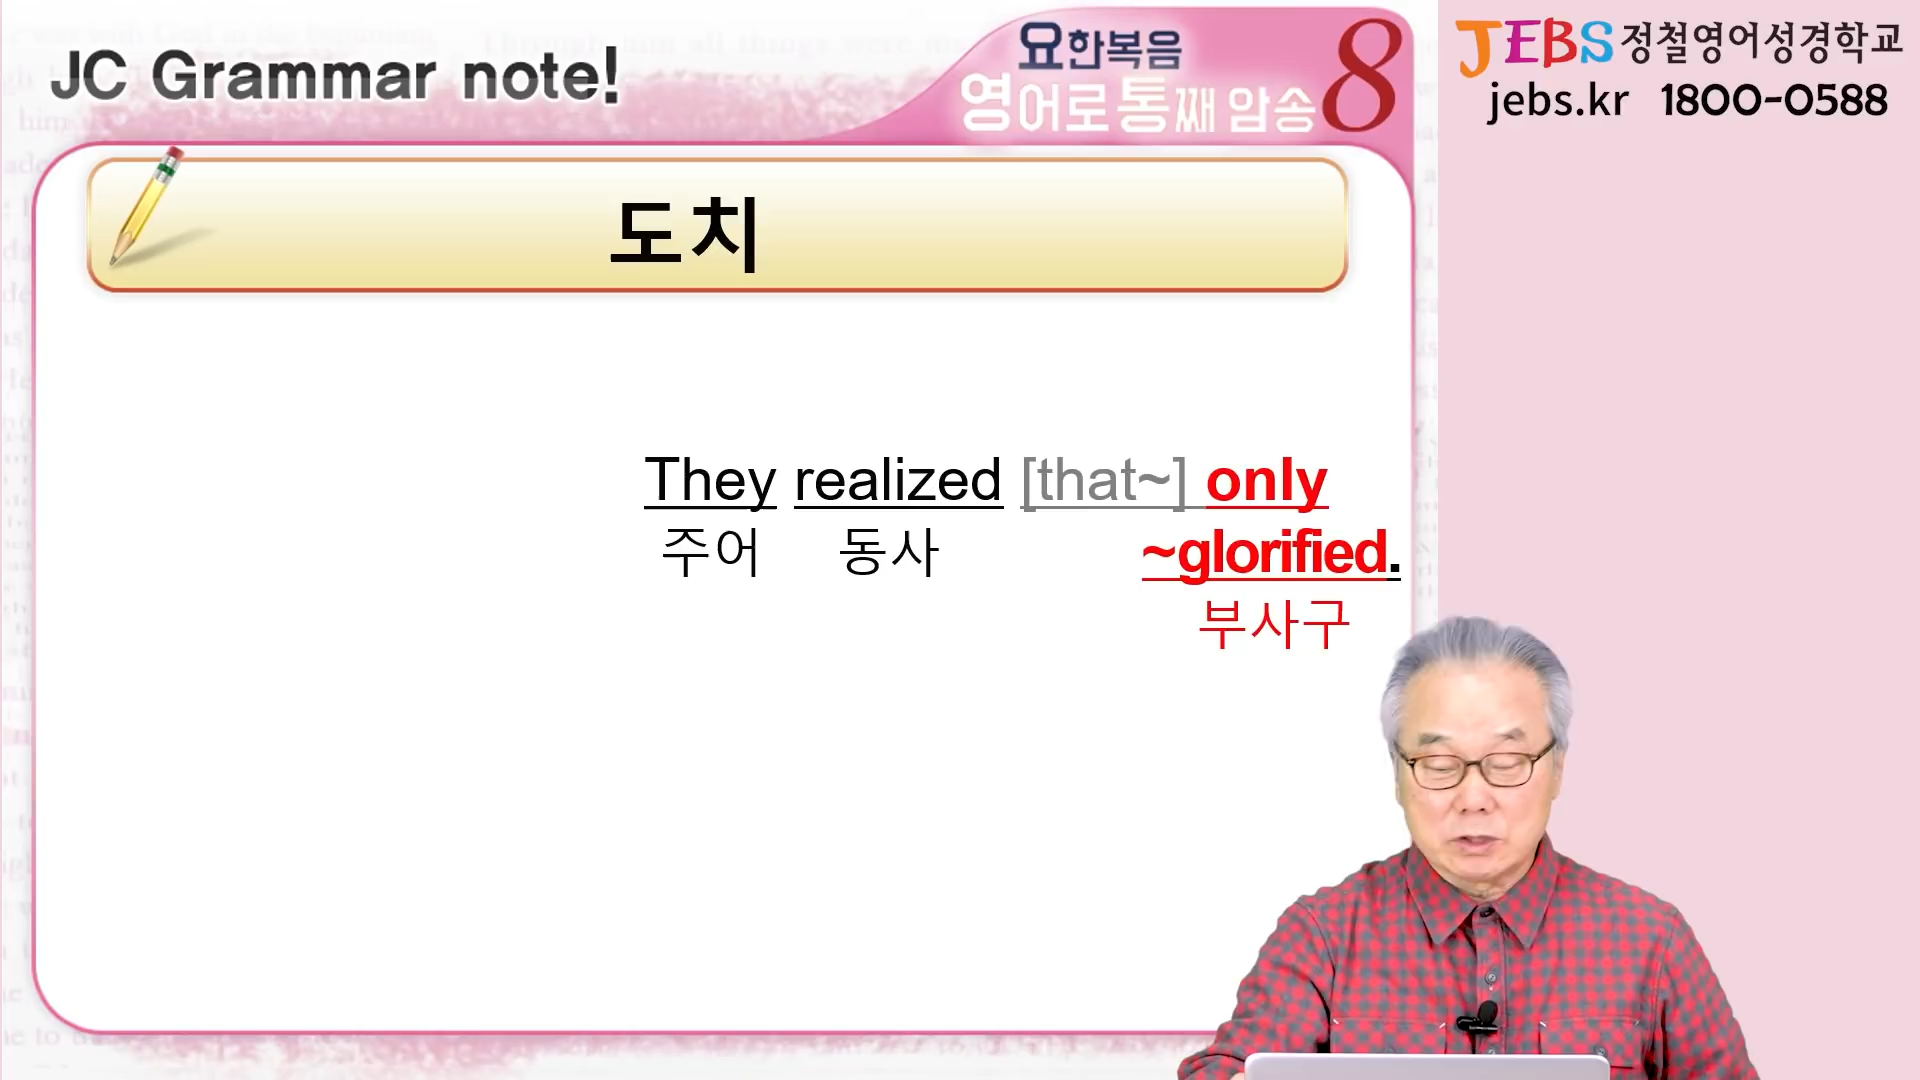 JC Grammar note!
요한복음
영어로 통째 암송 8
JEBS 정철영어성경학교
jebs.kr 1800-0588
도치
They realized [that~] only
주어 동사
~glorified.
부사구